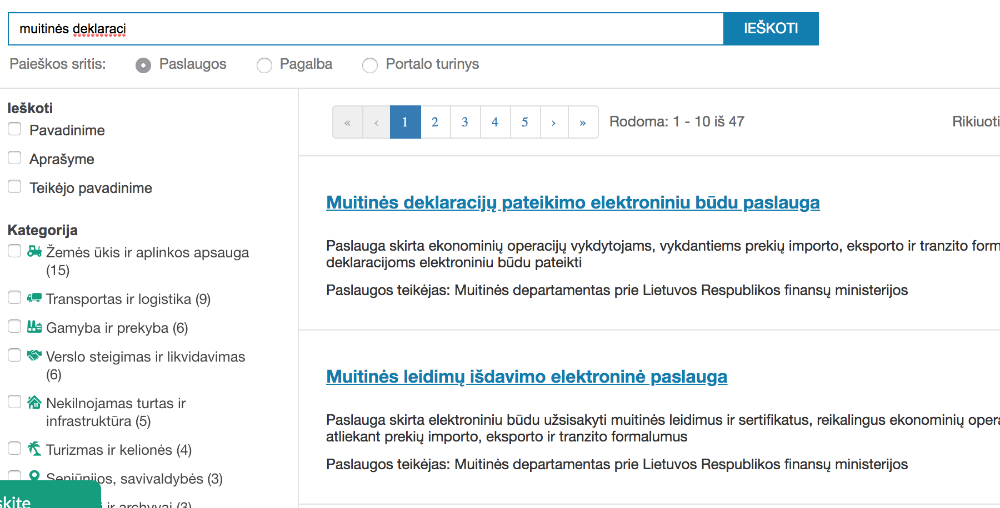 muitinės deklaraci
IEŠKOTI
Paieškos sritis: Paslaugos Pagalba Portalo turinys
Ieškoti
Pavadinime
Aprašyme
Teikėjo pavadinime
Kategorija
Žemės ūkis ir aplinkos apsauga
(15)
Transportas ir logistika (9)
Gamyba ir prekyba (6)
Verslo steigimas ir likvidavimas
(6)
Nekilnojamas turtas ir
infrastruktūra (5)
Turizmas ir kelionės (4)
Seniūnijos, savivaldybės (3)
ir archyvai (3)
skite
« ‹ 1 2 3 4 5 › » Rodoma: 1 - 10 iš 47 Rikiuoti
Muitinės deklaracijų pateikimo elektroniniu būdu paslauga
Paslauga skirta ekonominių operacijų vykdytojams, vykdantiems prekių importo, eksporto ir tranzito form
deklaracijoms elektroniniu būdu pateikti
Paslaugos teikėjas: Muitinės departamentas prie Lietuvos Respublikos finansų ministerijos
Muitinės leidimų išdavimo elektroninė paslauga
Paslauga skirta elektroniniu būdu užsisakyti muitinės leidimus ir sertifikatus, reikalingus ekonominių opera
atliekant prekių importo, eksporto ir tranzito formalumus
Paslaugos teikėjas: Muitinės departamentas prie Lietuvos Respublikos finansų ministerijos